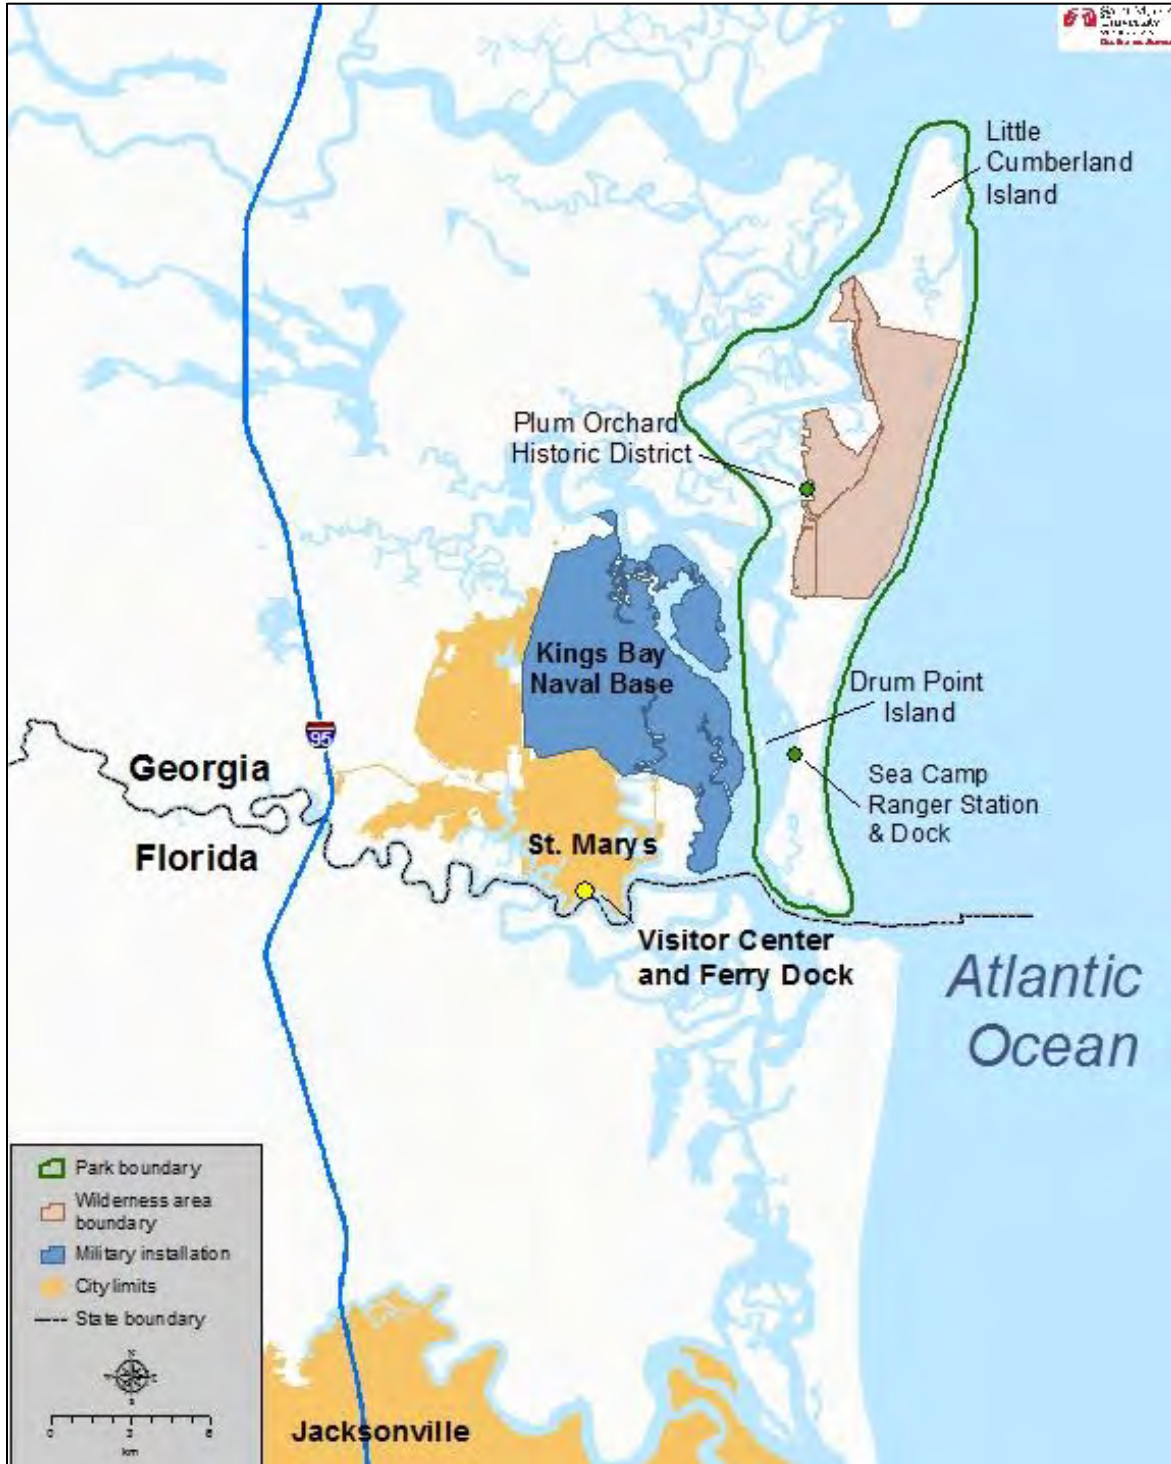 University
Little
Cumberland
Island
Plum Orchard
Historic District
Kings Bay
Naval Base
Drum Point
Island
95
Georgia
Sea Camp
Ranger Station
& Dock
Florida
St. Marys
Visitor Center
and Ferry Dock
Atlantic
Ocean
Park boundary
Wilderness area
boundary
Military installation
City limits
State boundary
N
S
0
km
Jacksonville